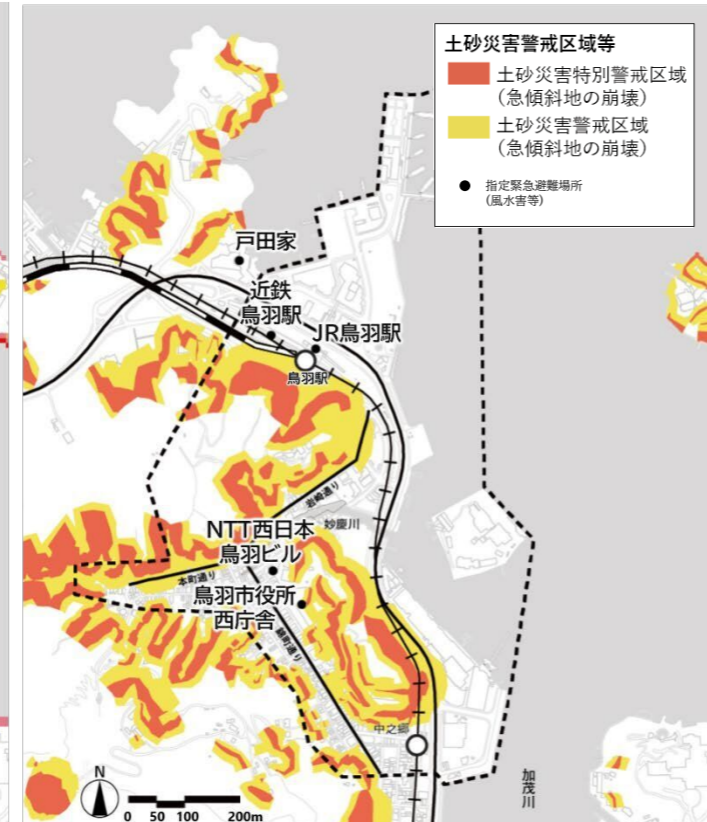 土砂災害警戒区域等
土砂災害特別警戒区域
(急傾斜地の崩壊)
土砂災害警戒区域
(急傾斜地の崩壊)
指定緊急避難場所
(風水害等)
戸田家
近鉄
鳥羽駅
JR鳥羽駅
鳥羽駅
岩崎通り
妙慶川
NTT西日本
鳥羽ビル
本町通り
鳥羽市役所
西庁舎
錦町通り
中之郷
加茂川
N
0 50 100 200m